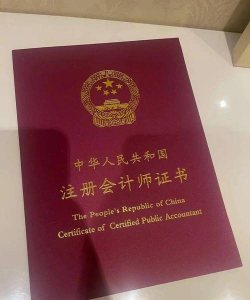 中华人民共和国
注册会计师证书
The People's Republic of China
Certificate of Certified Public Accountant